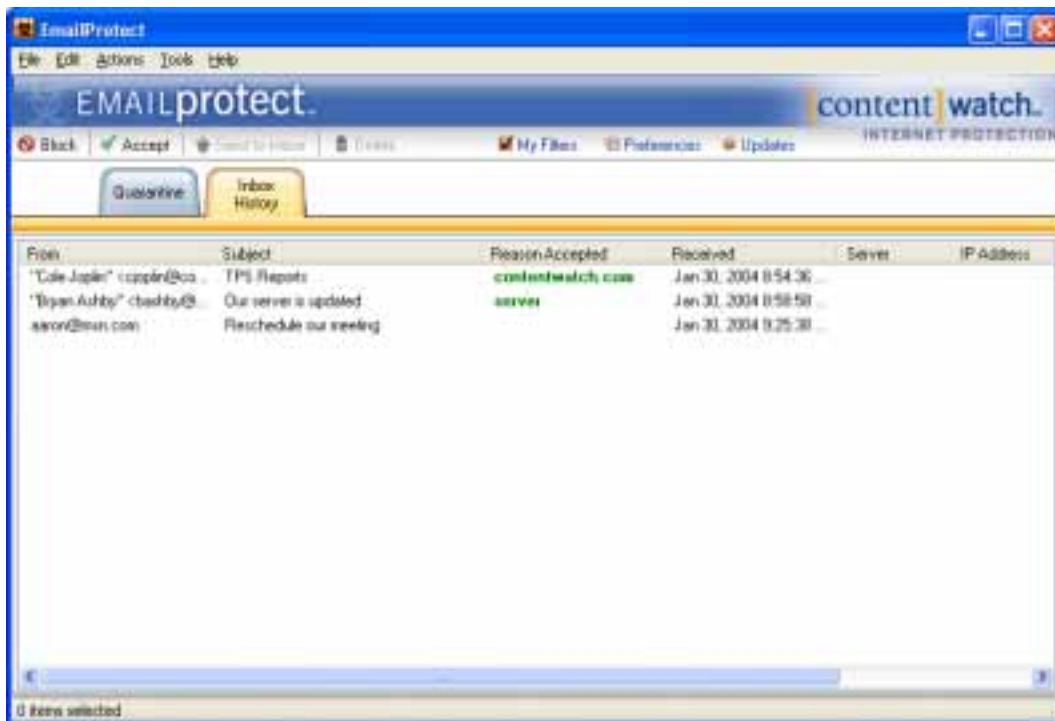 EmailProtect
File Edit Actions Tools Help
EMAILprotect.
[content]watch.
INTERNET PROTECTION
Block Accept Send to Inbox Delete My Filters Preferences Updates
Quarantine Inbox History
From Subject Reason Accepted Received Server IP Address
"Cole Joplin" <cjoplin@co... TPS Reports contentwatch.com Jan 30, 2004 8:54:36 ...
"Bryan Ashby" <bashby@... Our server is updated server Jan 30, 2004 8:58:58 ...
aaron@msn.com Reschedule our meeting Jan 30, 2004 9:25:38 ...
0 items selected